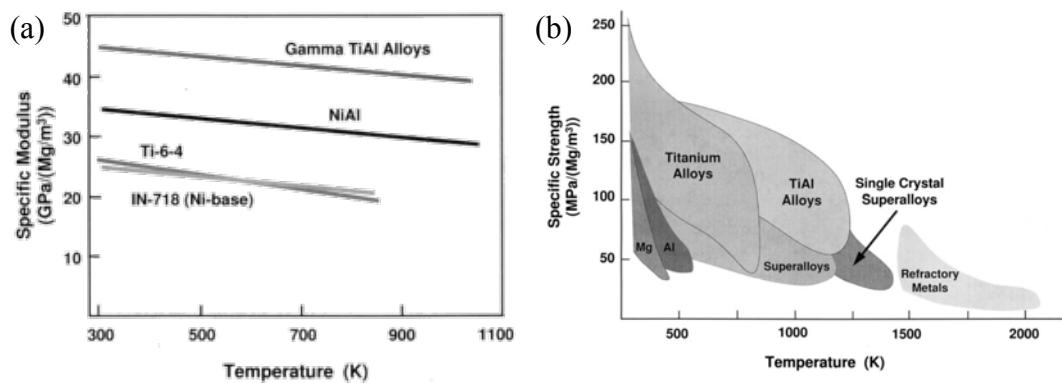 (a)
Specific Modulus
(GPa/(Mg/m³))
50
40
30
20
10
Gamma TiAl Alloys
NiAl
Ti-6-4
IN-718 (Ni-base)
300
500
700
900
1100
Temperature (K)
(b)
Specific Strength
(MPa/(Mg/m³))
250
200
150
100
50
Titanium
Alloys
TiAl
Alloys
Single Crystal
Superalloys
Mg
Al
Superalloys
Refractory
Metals
500
1000
1500
2000
Temperature (K)